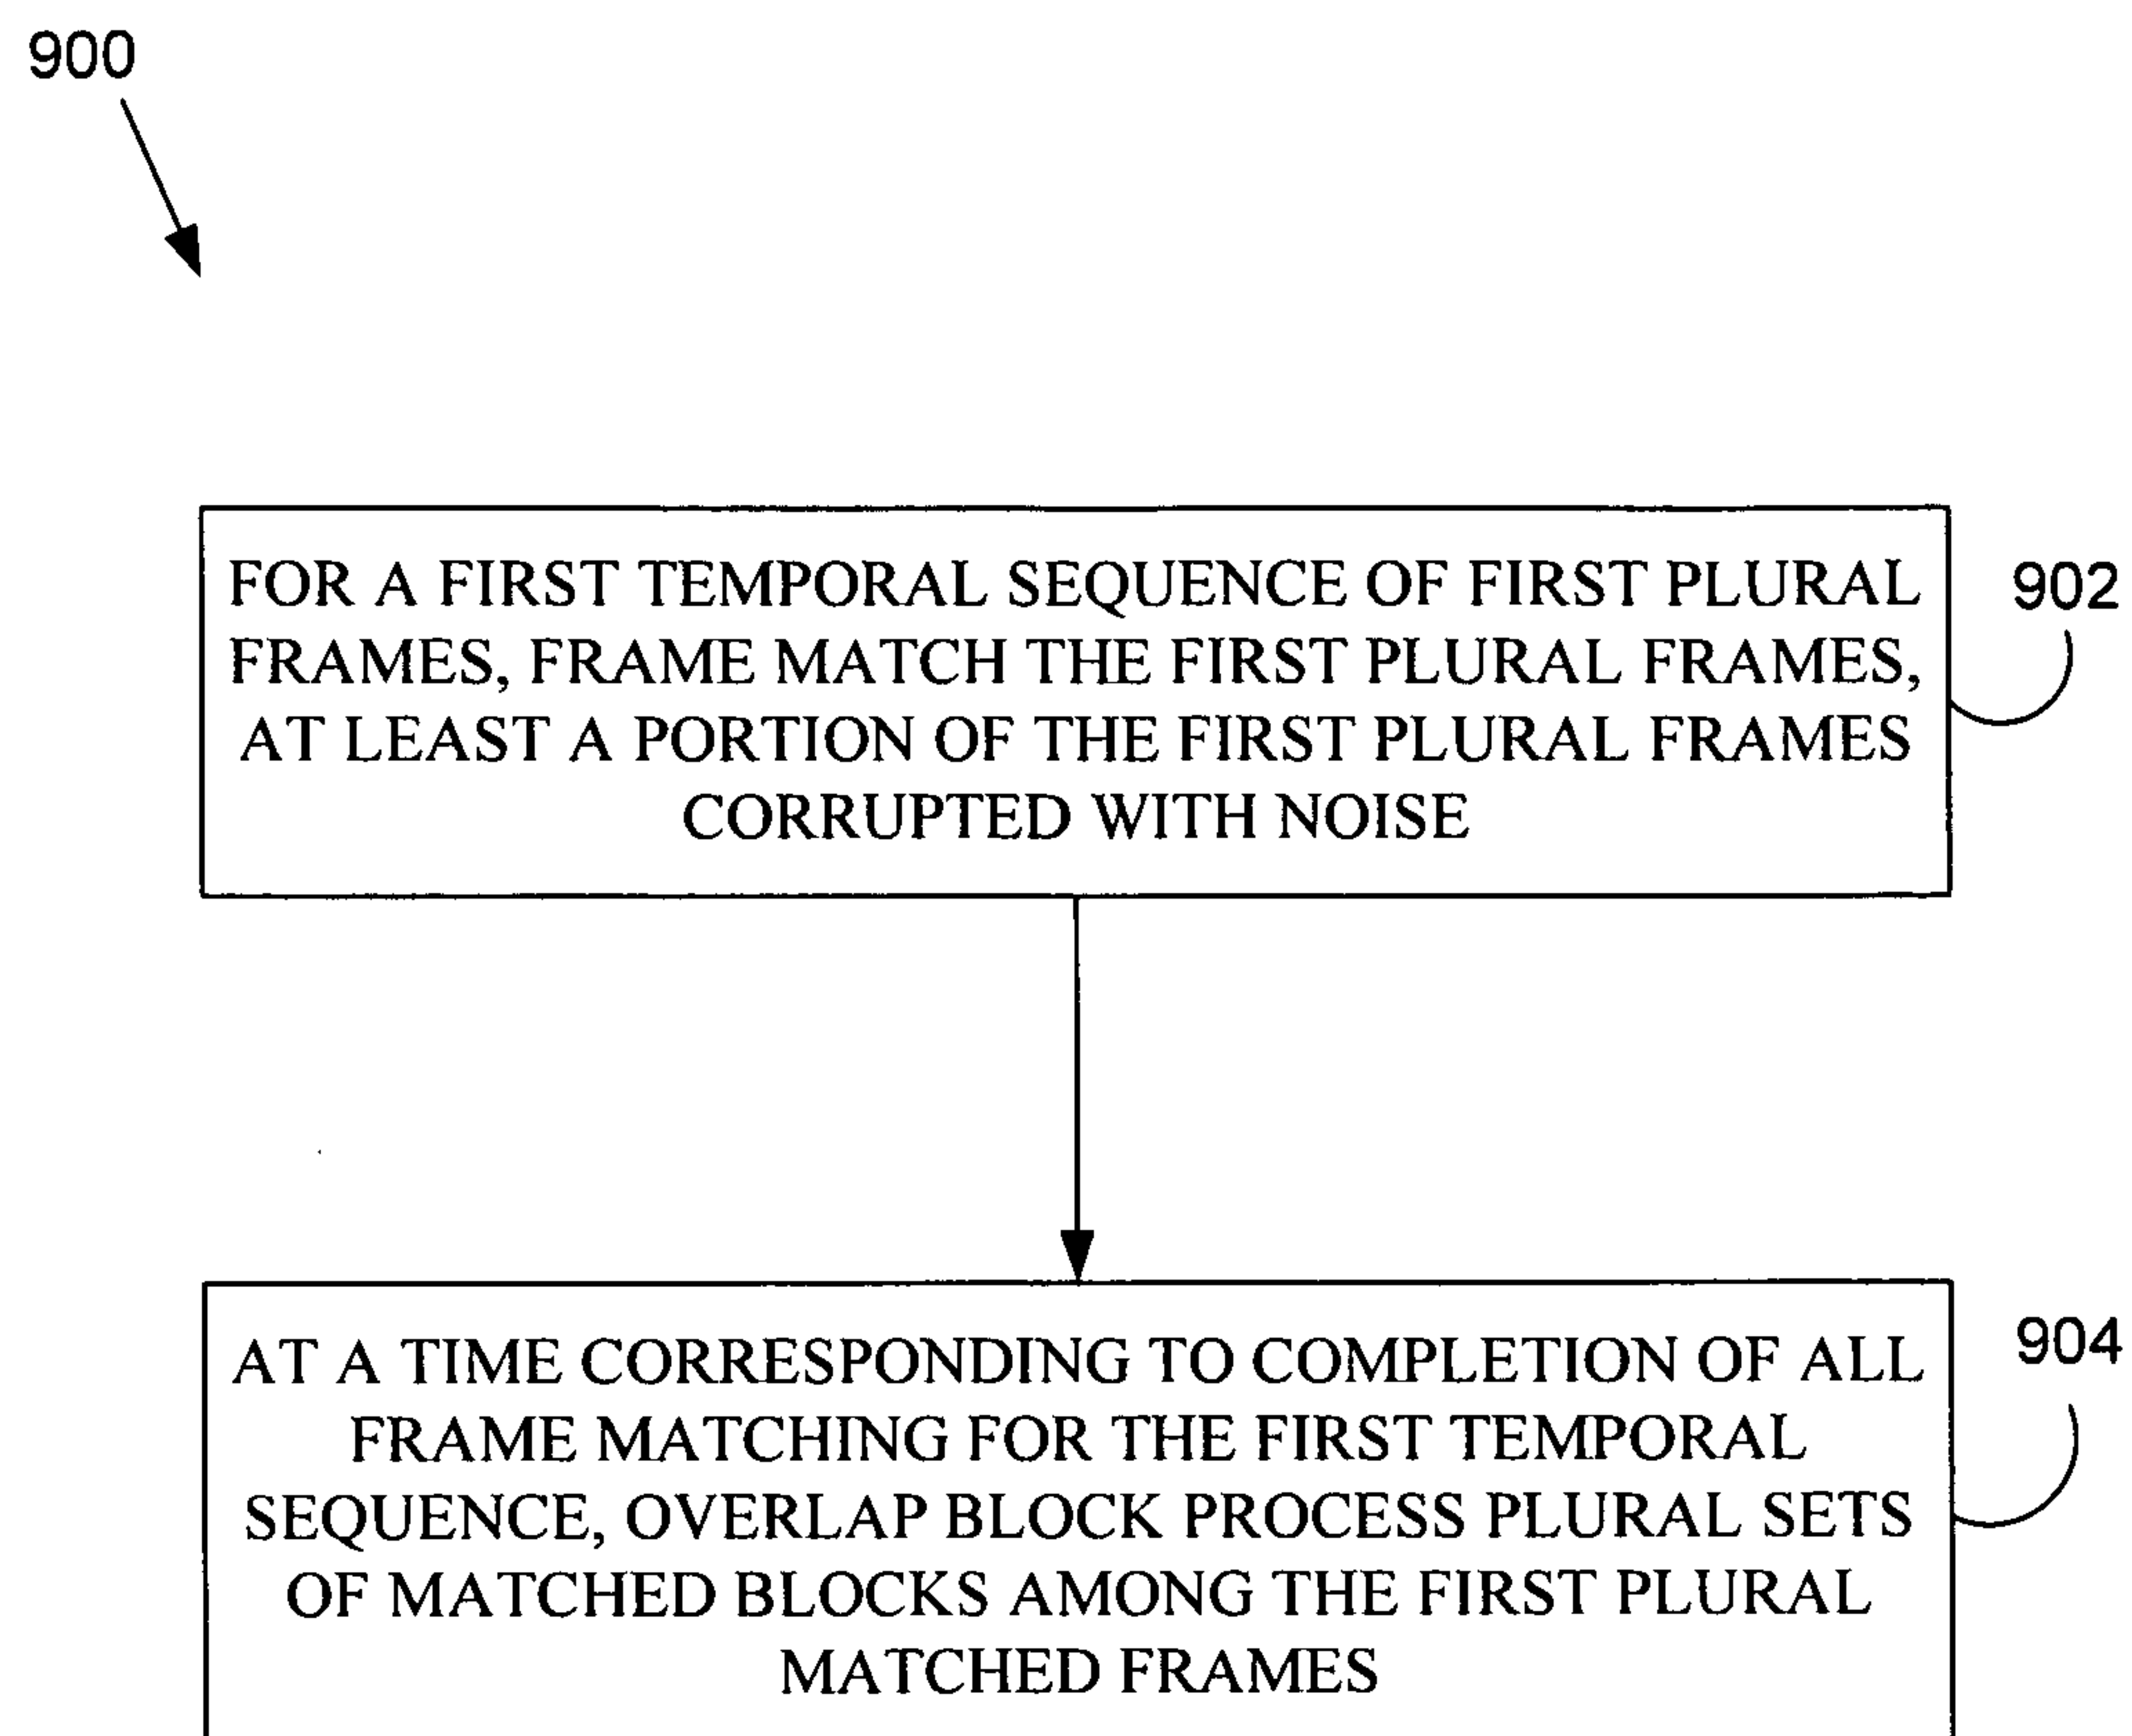 900
FOR A FIRST TEMPORAL SEQUENCE OF FIRST PLURAL
FRAMES, FRAME MATCH THE FIRST PLURAL FRAMES,
AT LEAST A PORTION OF THE FIRST PLURAL FRAMES
CORRUPTED WITH NOISE
902
AT A TIME CORRESPONDING TO COMPLETION OF ALL
FRAME MATCHING FOR THE FIRST TEMPORAL
SEQUENCE, OVERLAP BLOCK PROCESS PLURAL SETS
OF MATCHED BLOCKS AMONG THE FIRST PLURAL
MATCHED FRAMES
904